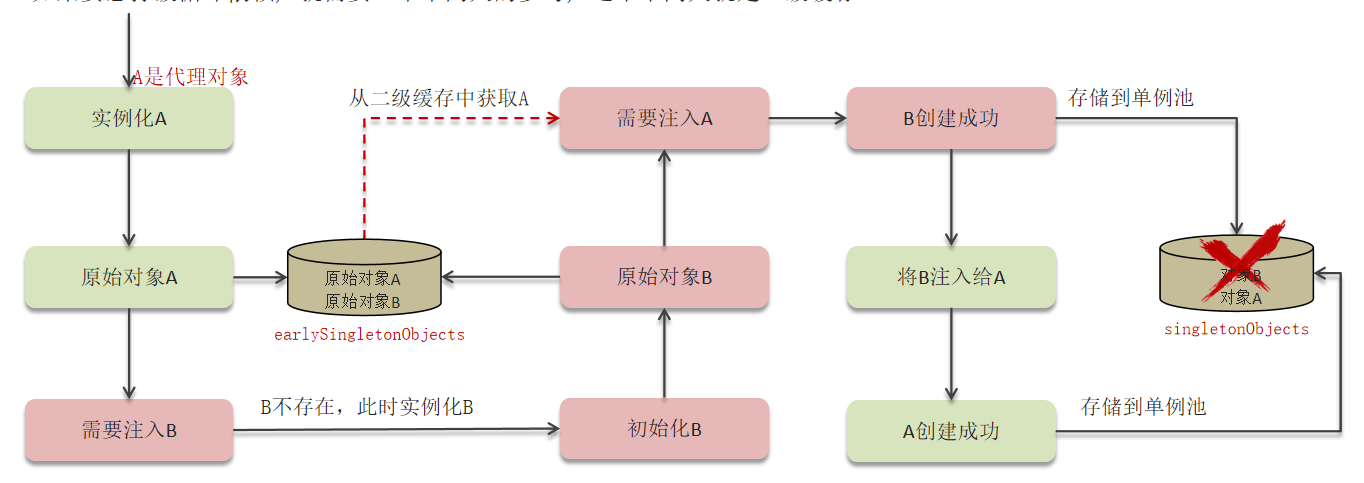 A是代理对象
从二级缓存中获取A
存储到单例池
实例化A
需要注入A
B创建成功
原始对象A
原始对象A
原始对象B
原始对象B
将B注入给A
对象B
对象A
earlySingletonObjects
singletonObjects
B不存在，此时实例化B
存储到单例池
需要注入B
初始化B
A创建成功